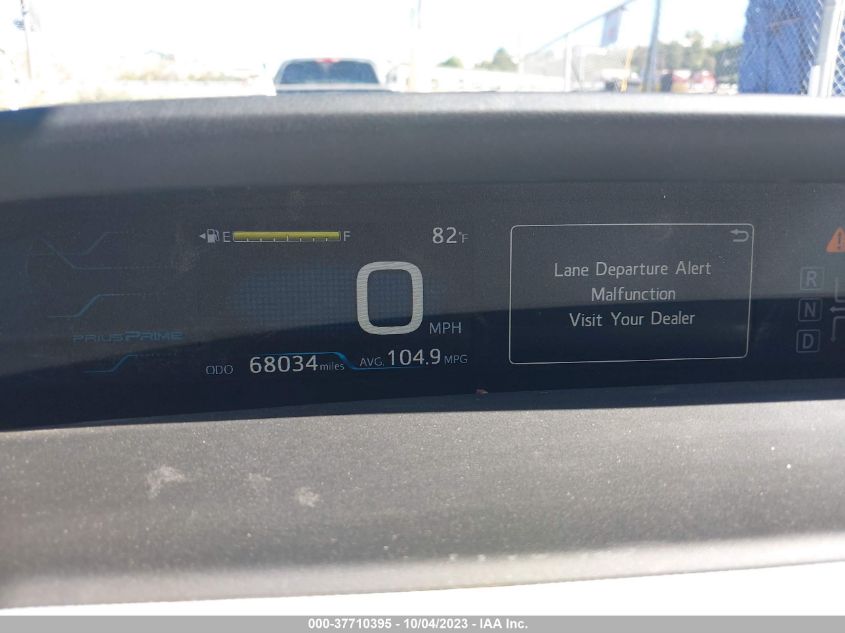 E F
82°F
0 MPH
PRIUS PRIME
ODO 68034 miles AVG. 104.9 MPG
Lane Departure Alert
Malfunction
Visit Your Dealer
R
N
D
000-37710395 - 10/04/2023 - IAA Inc.